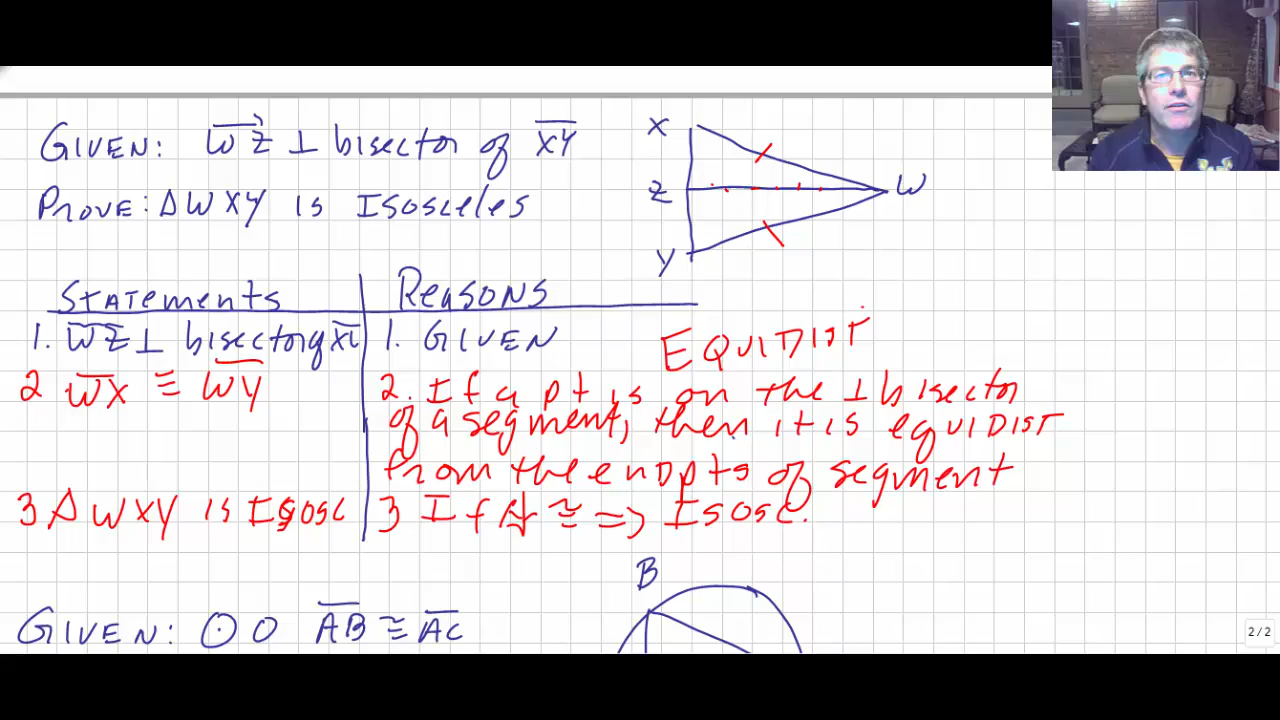 GIVEN: WZ ⊥ bisector of XY
PROVE: ΔWXY is Isosceles
X
Z
W
Y
STATEMENTS REASONS
1. WZ ⊥ bisector of 1. GIVEN
EQUIDIST
2 WX ≅ WY 2. If a pt is on the ⊥ bisector
of a segment, then it is equIDIST
from the endpts of segment
3 Δ WXY is Isosc 3 If ≅ => Isosc.
B
GIVEN: ⊙ O AB ≅ AC
2 / 2